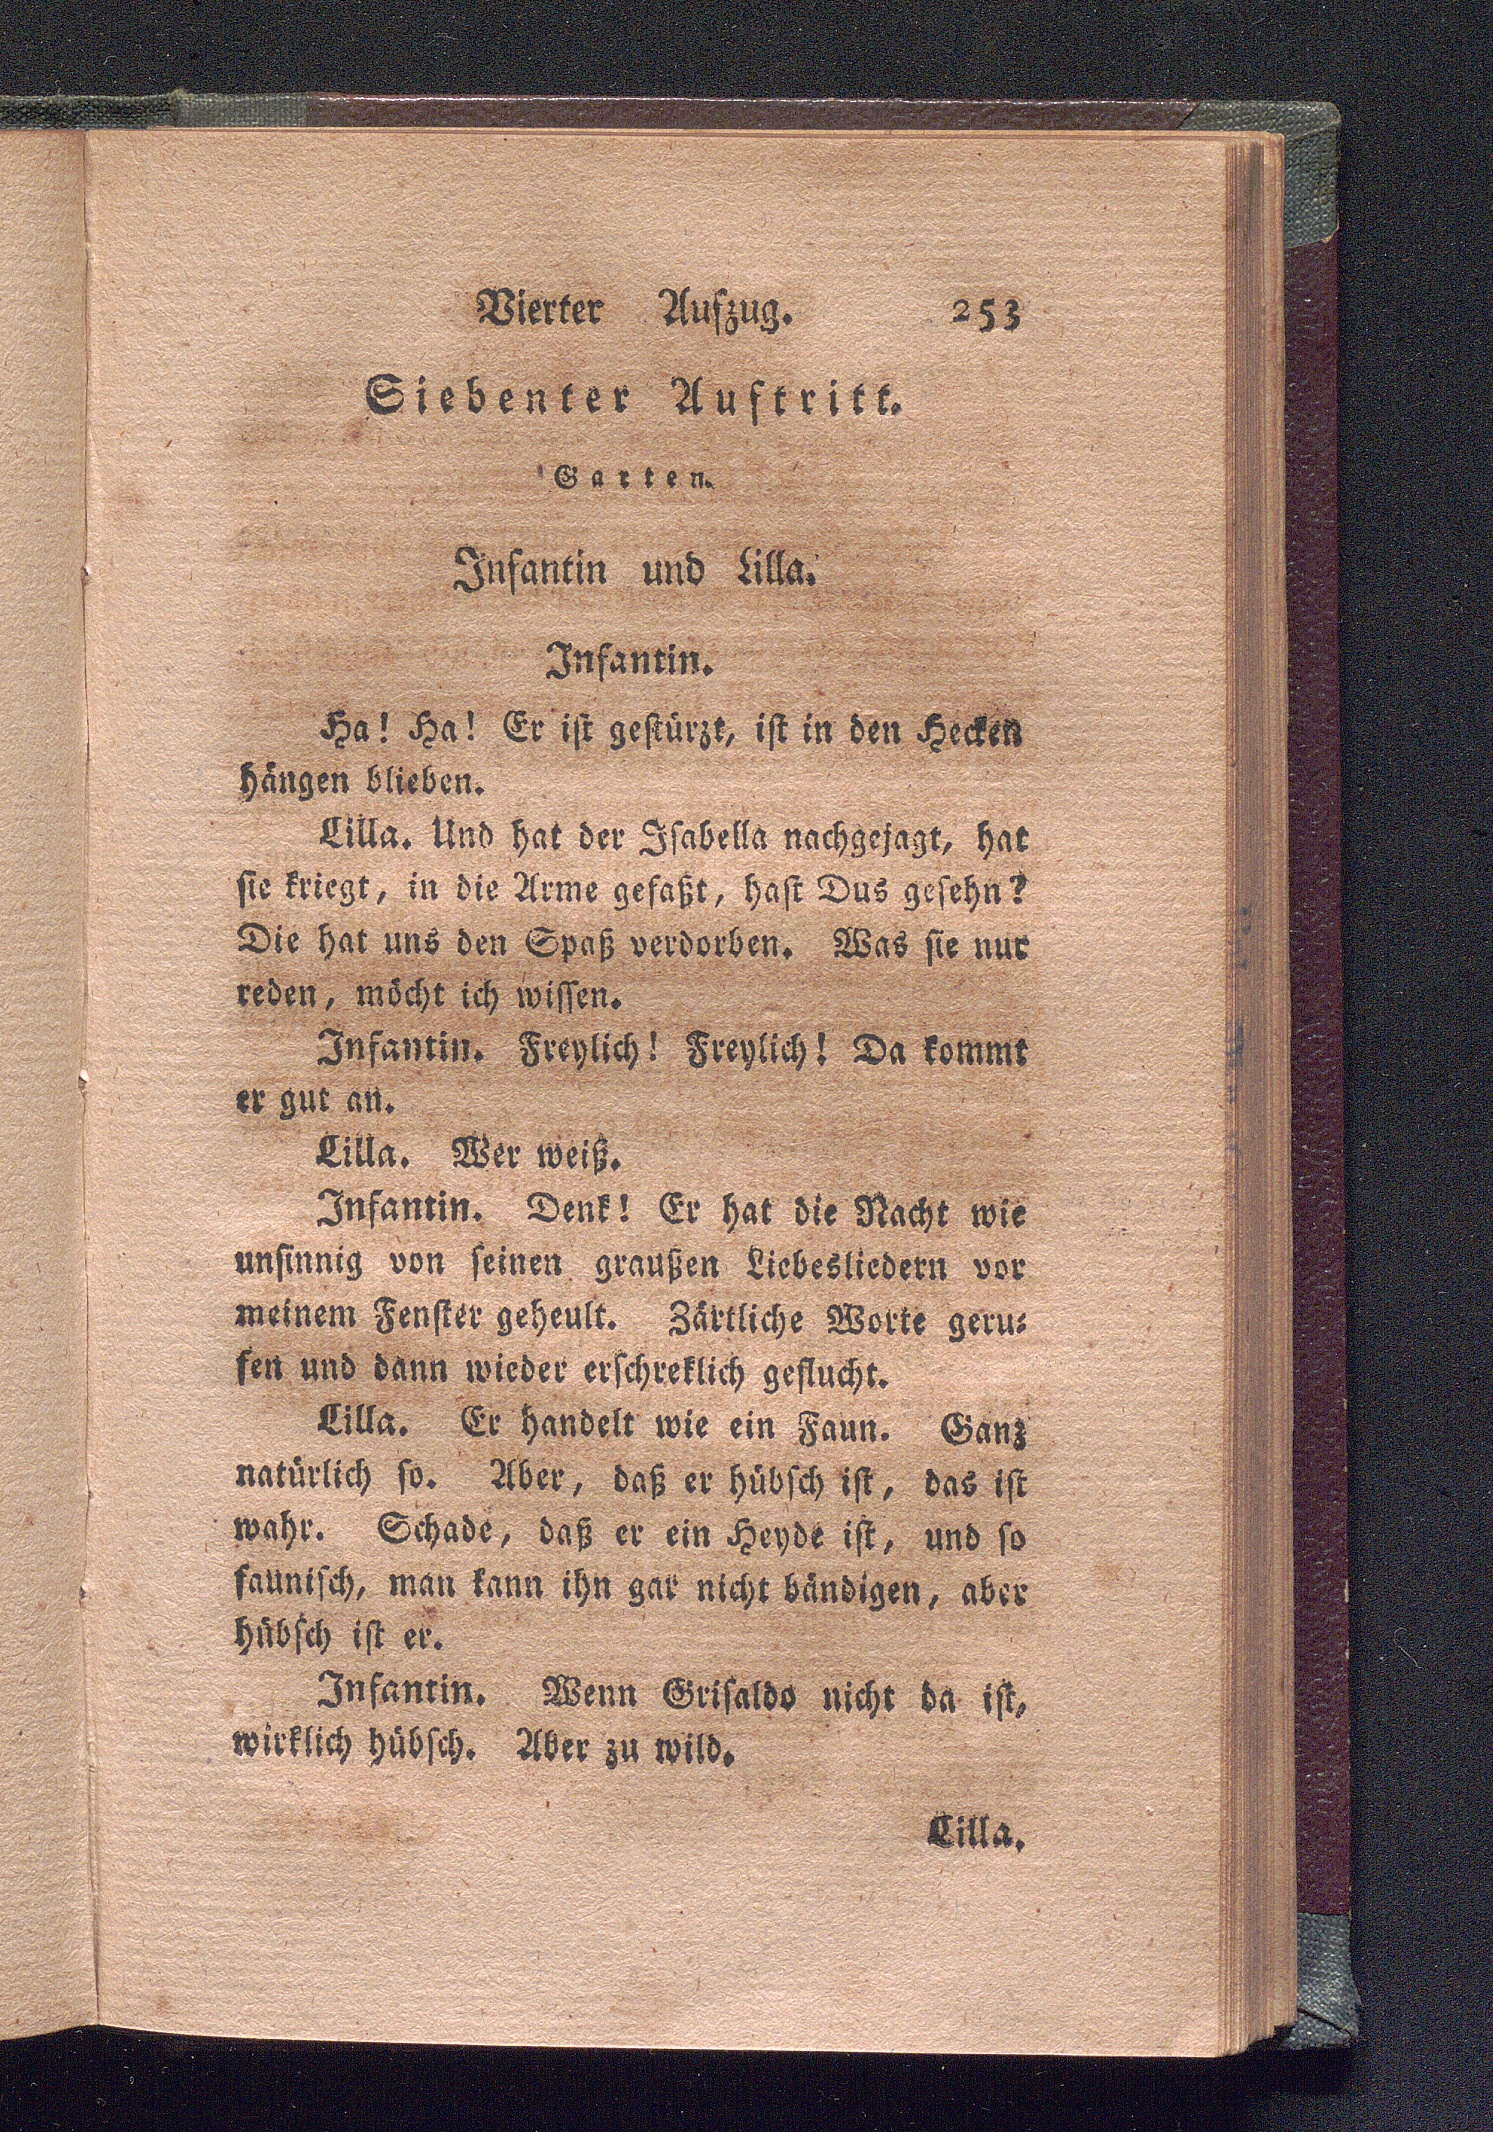 Vierter Aufzug. 253
Siebenter Auftritt.
Garten.
Infantin und Lilla.
Infantin.
Ha! Ha! Er ist gestürzt, ist in den Hecken
hängen blieben.
Lilla. Und hat der Isabella nachgejagt, hat
sie kriegt, in die Arme gefaßt, hast Dus gesehn?
Die hat uns den Spaß verdorben. Was sie nur
reden, möcht ich wissen.
Infantin. Freylich! Freylich! Da kommt
er gut an.
Lilla. Wer weiß.
Infantin. Denk! Er hat die Nacht wie
unsinnig von seinen graußen Liebesliedern vor
meinem Fenster geheult. Zärtliche Worte geru-
fen und dann wieder erschreklich geflucht.
Lilla. Er handelt wie ein Faun. Ganz
natürlich so. Aber, daß er hübsch ist, das ist
wahr. Schade, daß er ein Heyde ist, und so
faunisch, man kann ihn gar nicht bändigen, aber
hübsch ist er.
Infantin. Wenn Grisaldo nicht da ist,
wirklich hübsch. Aber zu wild.
Lilla.